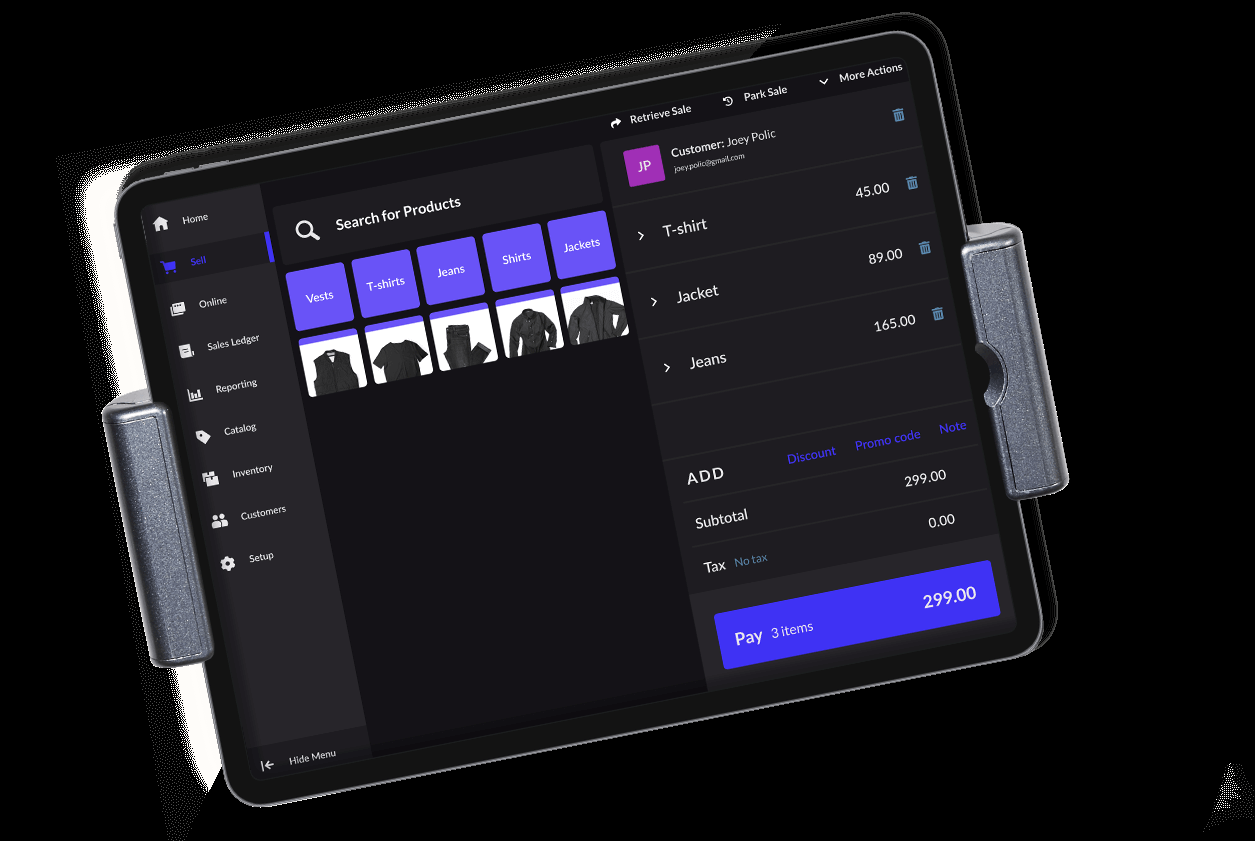 Retrieve Sale
Park Sale
More Actions
Home
Sell
Online
Sales Ledger
Reporting
Catalog
Inventory
Customers
Setup
Hide Menu
Search for Products
Vests
T-shirts
Jeans
Shirts
Jackets
JP
Customer: Joey Polic
joey.polic@gmail.com
T-shirt 45.00
Jacket 89.00
Jeans 165.00
ADD Discount Promo code Note
Subtotal 299.00
Tax No tax 0.00
Pay 3 items 299.00